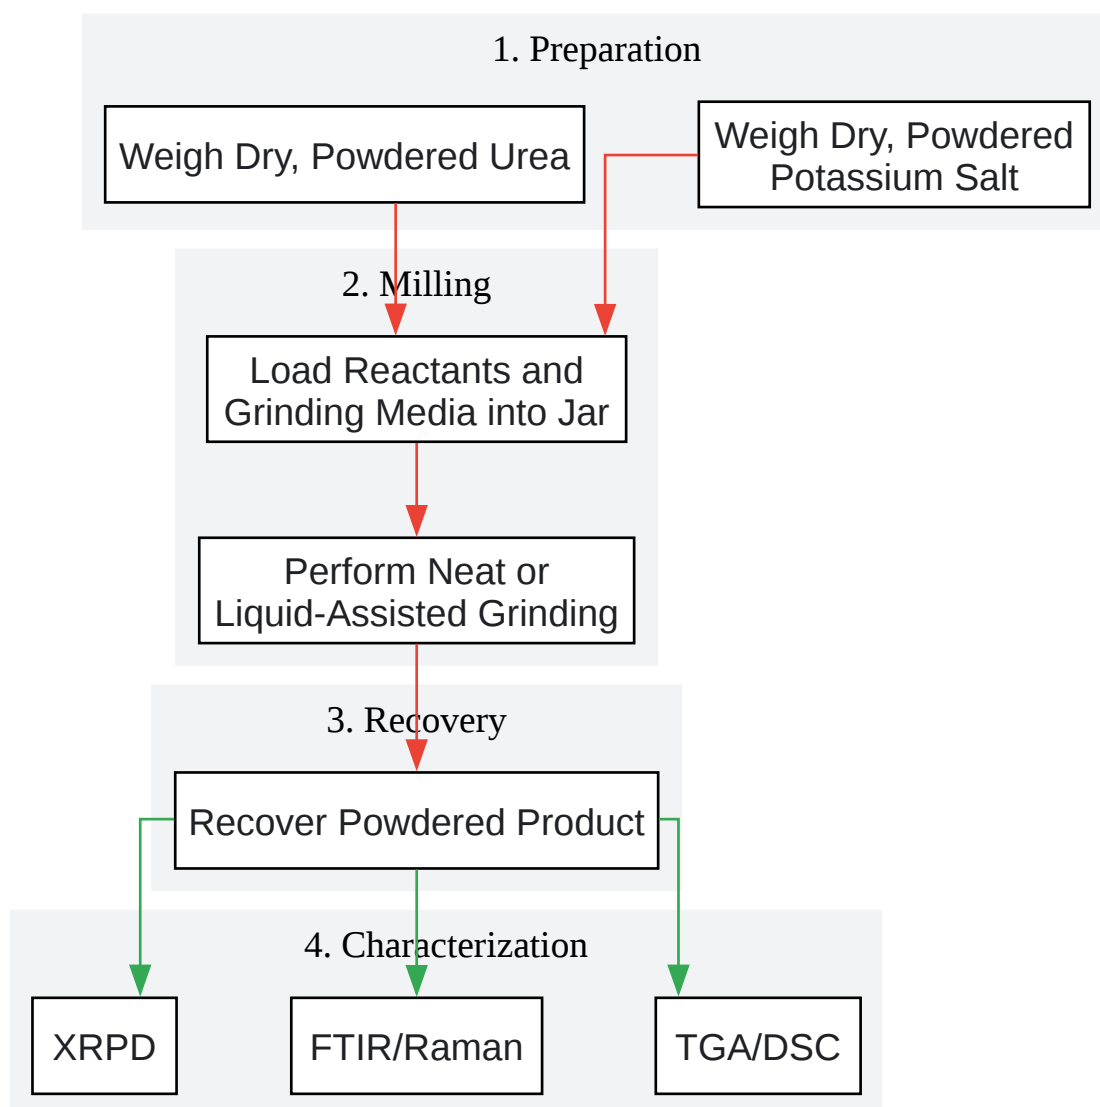 1. Preparation
Weigh Dry, Powdered Urea
Weigh Dry, Powdered
Potassium Salt
2. Milling
Load Reactants and
Grinding Media into Jar
Perform Neat or
Liquid-Assisted Grinding
3. Recovery
Recover Powdered Product
4. Characterization
XRPD
FTIR/Raman
TGA/DSC